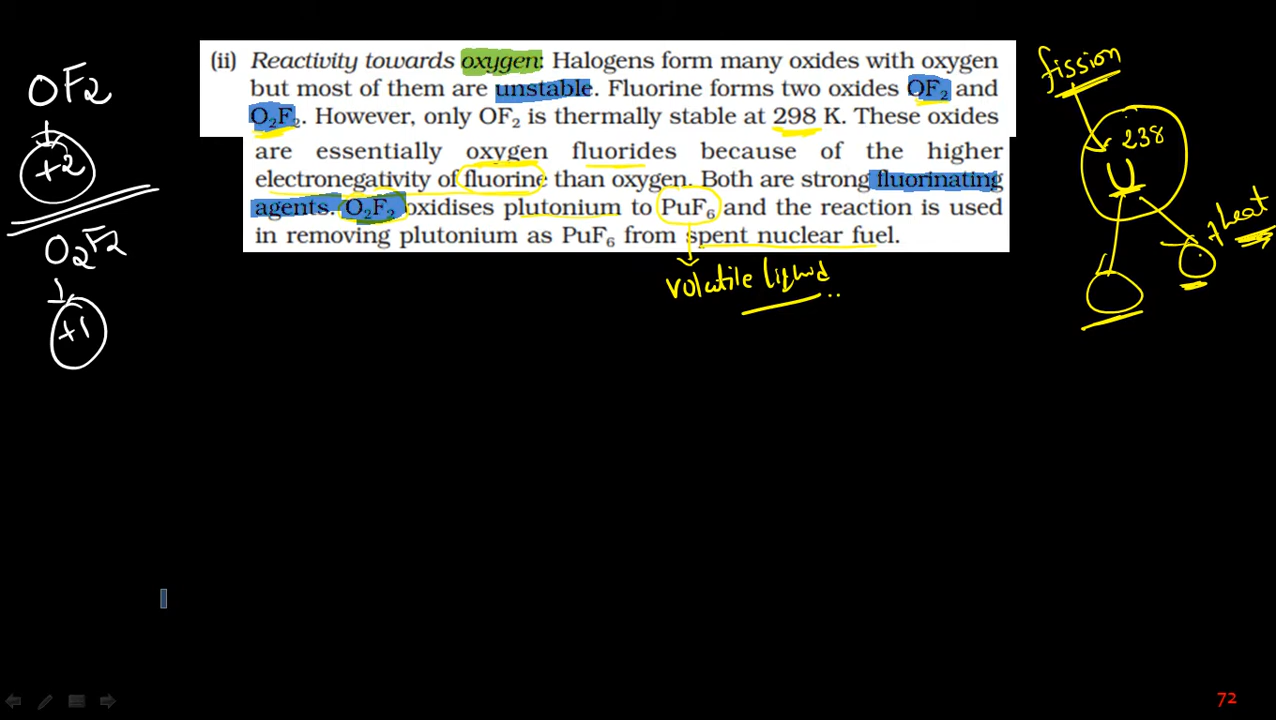 OF2
+2
O2F2
+1
(ii) Reactivity towards oxygen: Halogens form many oxides with oxygen
but most of them are unstable. Fluorine forms two oxides OF₂ and
O₂F₂. However, only OF₂ is thermally stable at 298 K. These oxides
are essentially oxygen fluorides because of the higher
electronegativity of fluorine than oxygen. Both are strong fluorinating
agents. O₂F₂ oxidises plutonium to PuF₆ and the reaction is used
in removing plutonium as PuF₆ from spent nuclear fuel.
volatile liquid
fission
238
U
+heat
72